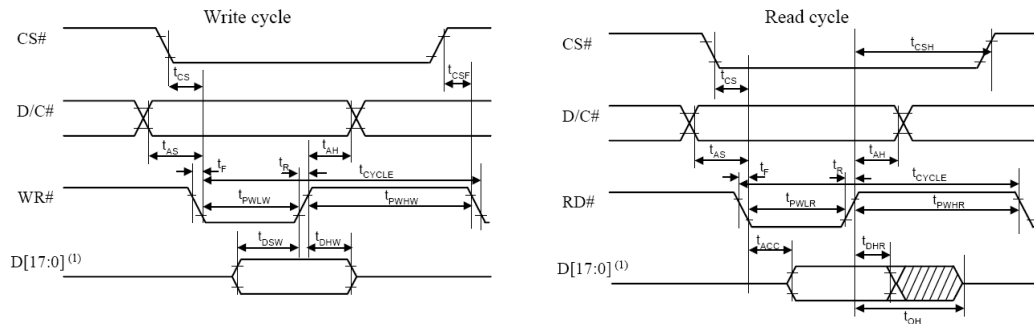 Write cycle
CS#
tCS
tCSF
D/C#
tAS
tF
tR
tAH
tCYCLE
WR#
tPWLW
tPWHW
tDSW
tDHW
D[17:0] (1)
Read cycle
CS#
tCSH
tCS
D/C#
tAS
tF
tR
tAH
tCYCLE
RD#
tPWLR
tPWHR
tACC
tDHR
D[17:0] (1)
tOH